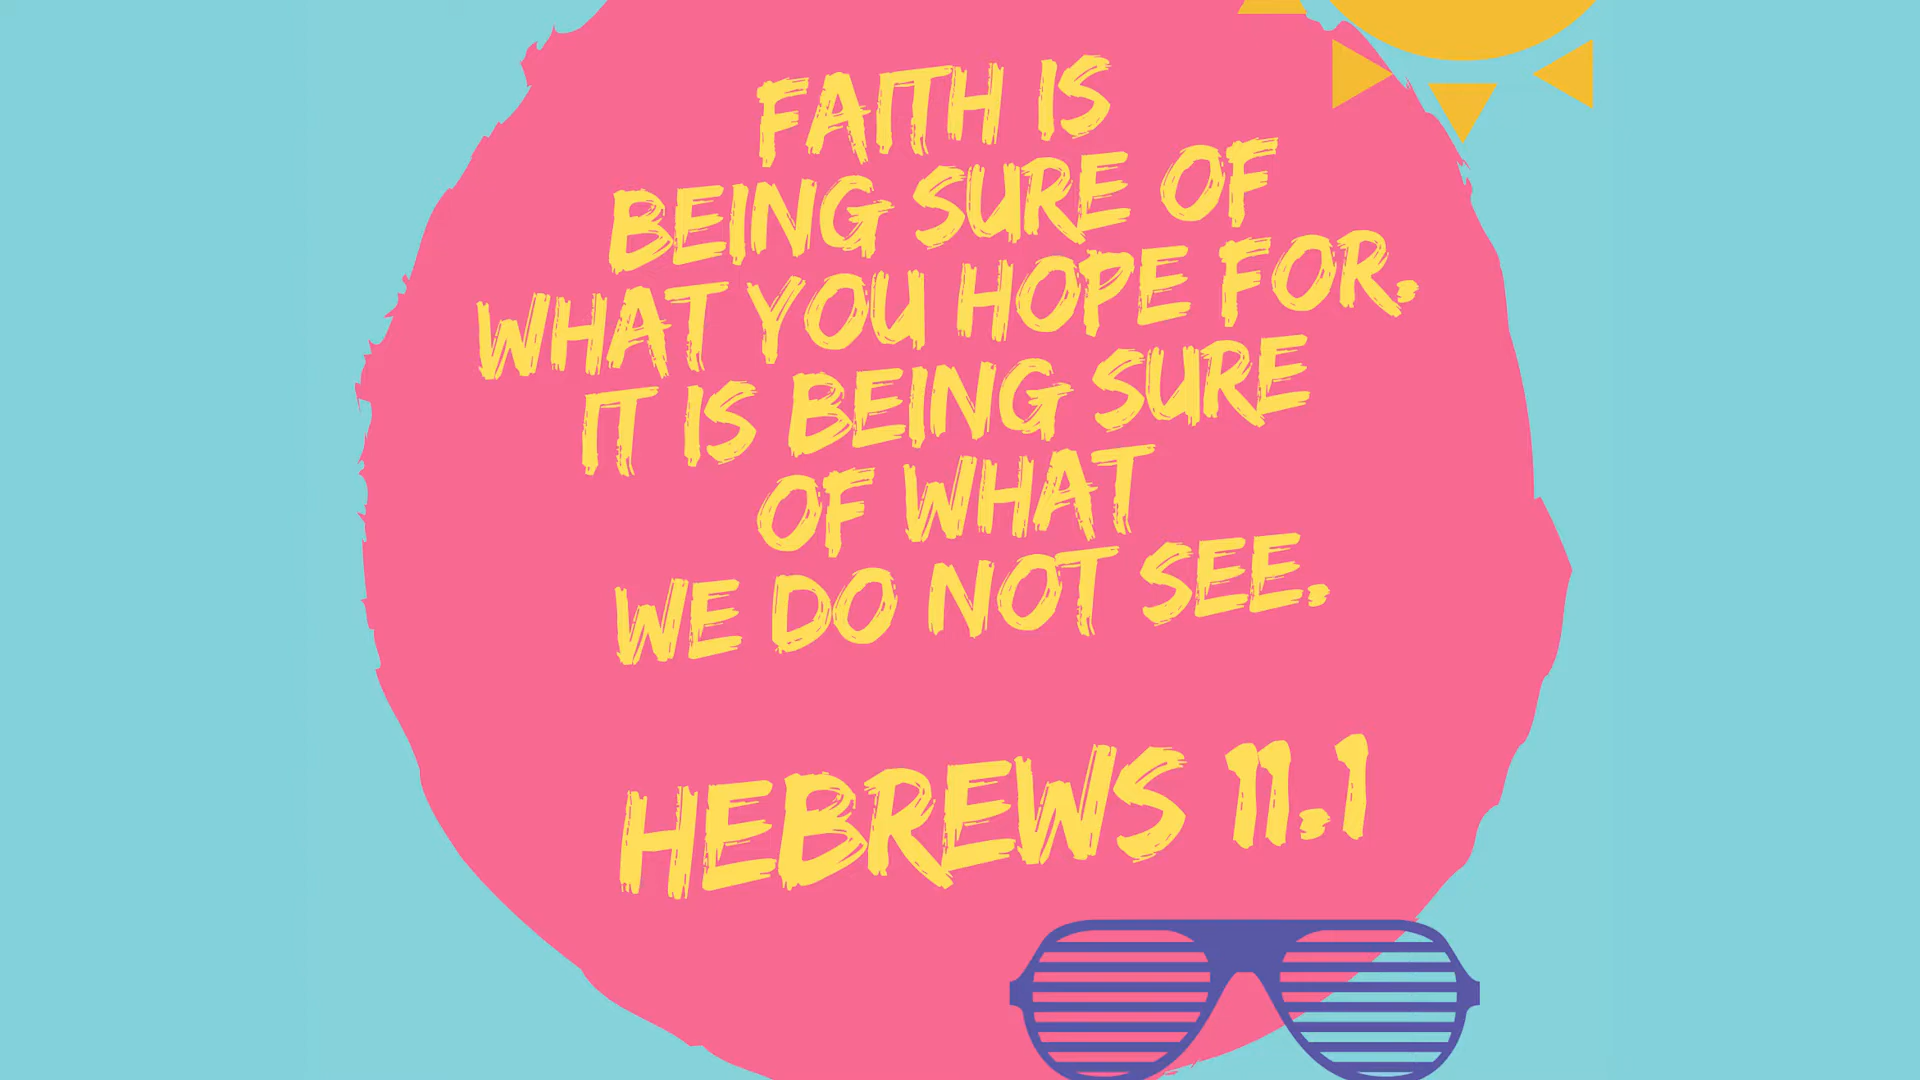 FAITH IS
BEING SURE OF
WHAT YOU HOPE FOR.
IT IS BEING SURE
OF WHAT
WE DO NOT SEE.
HEBREWS 11.1